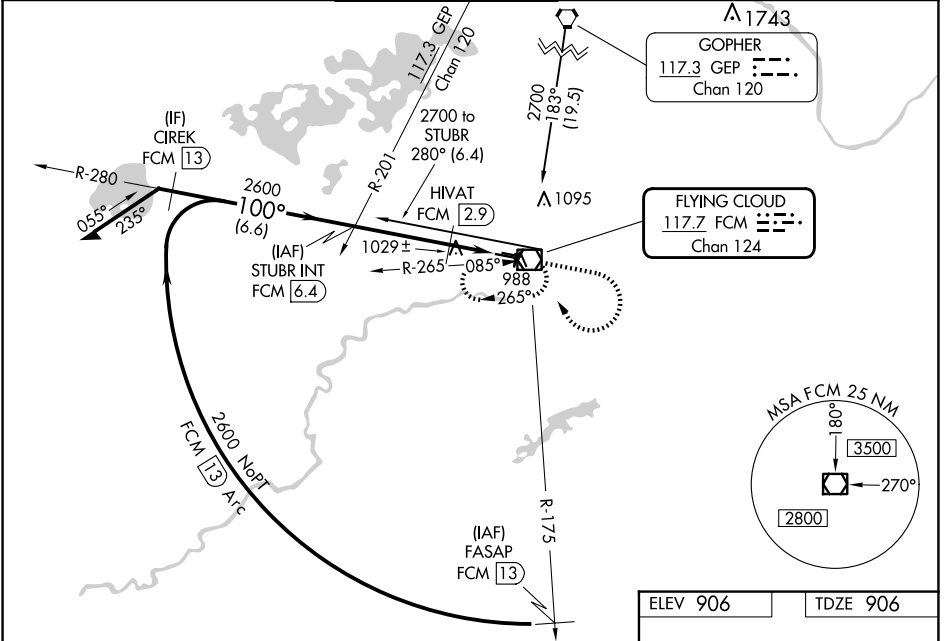 1743
GOPHER
117.3 GEP
Chan 120
117.3 GEP
Chan 120
R-201
2700
183°
(19.5)
2700 to
STUBR
280° (6.4)
(IF)
CIREK
FCM 13
R-280
055°
235°
2600
100°
(6.6)
HIVAT
FCM 2.9
1095
FLYING CLOUD
117.7 FCM
Chan 124
(IAF)
STUBR INT
FCM 6.4
1029±
R-265
085°
988
265°
2600 NoPT
FCM 13 Arc
R-175
(IAF)
FASAP
FCM 13
MSA FCM 25 NM
180°
3500
270°
2800
ELEV 906
TDZE 906